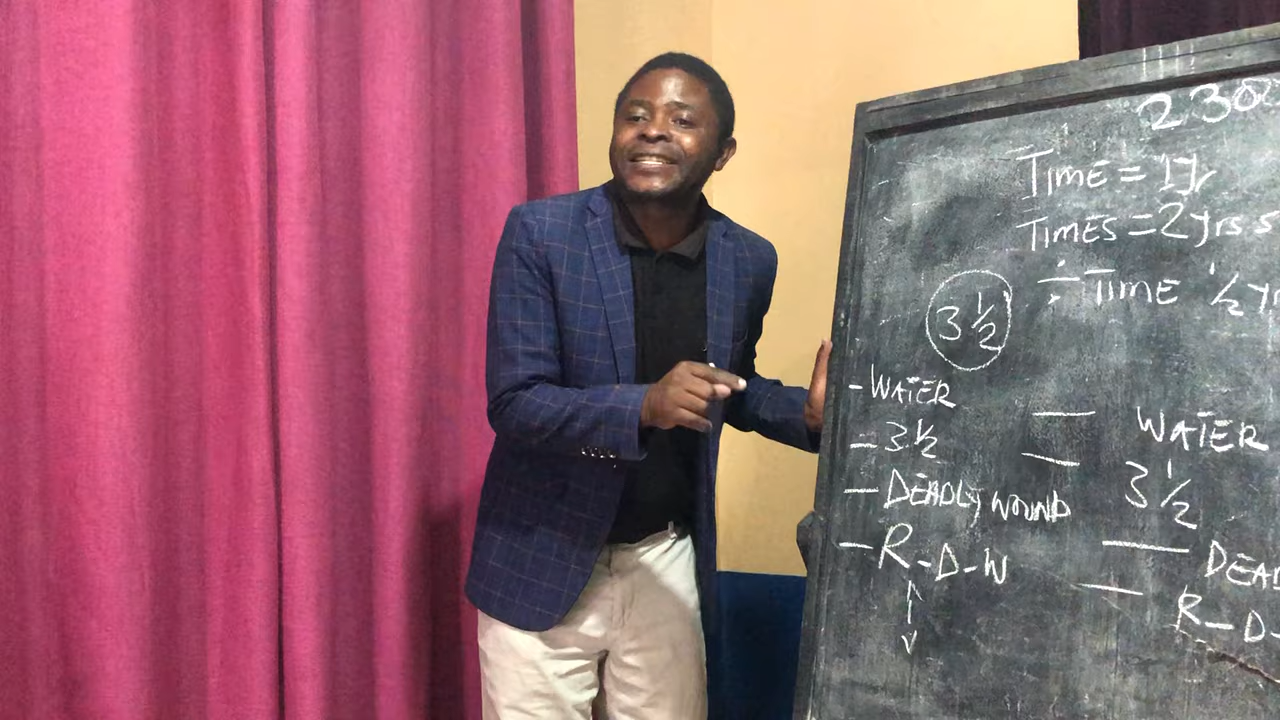 230
TIME = 1yr
TIMES = 2yrs s
÷ TIME 1/2 yr
3 1/2
- WATER
= 3 1/2
- DEADLY WOUND
- R-D-W
- WATER
- 3 1/2
- DEA
- R-D-